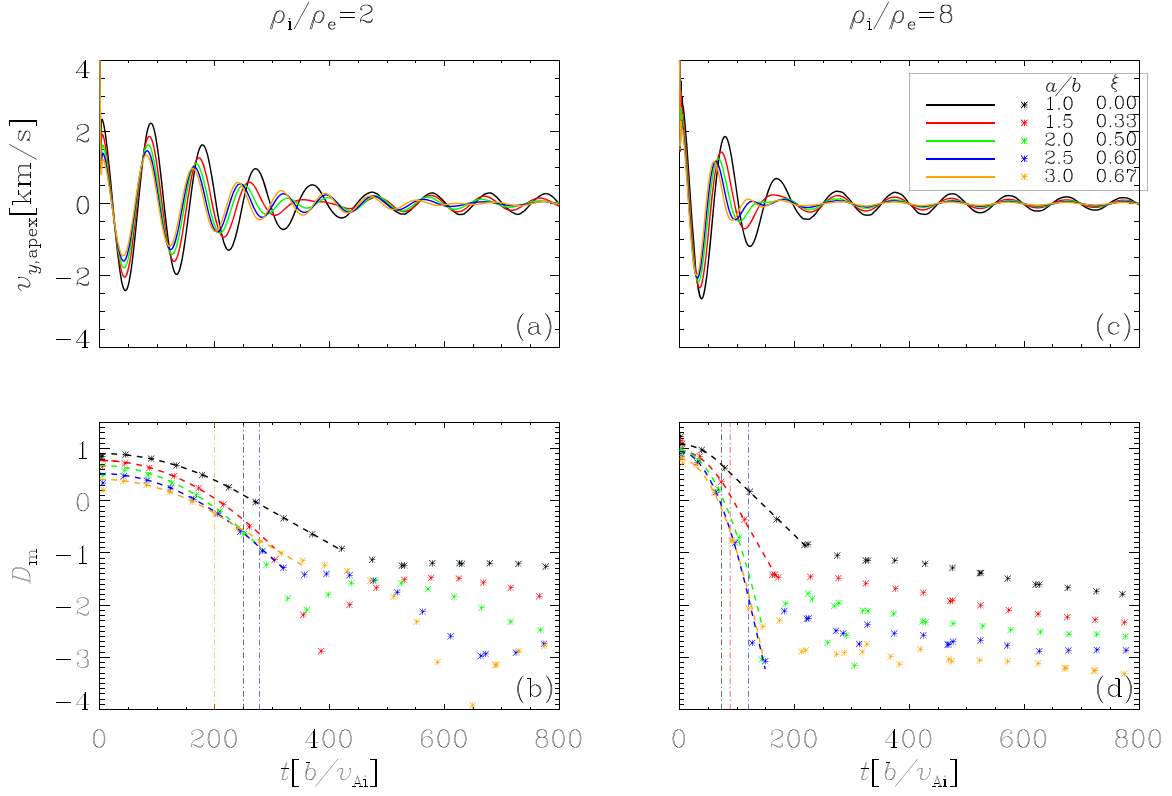 ρi/ρe=2
ρi/ρe=8
4
2
0
−2
−4
vy,apex[km/s]
(a)
a/b ξ
1.0 0.00
1.5 0.33
2.0 0.50
2.5 0.60
3.0 0.67
(c)
1
0
−1
−2
−3
−4
Dm
(b)
(d)
0 200 400 600 800
0 200 400 600 800
t[b/vAi]
t[b/vAi]